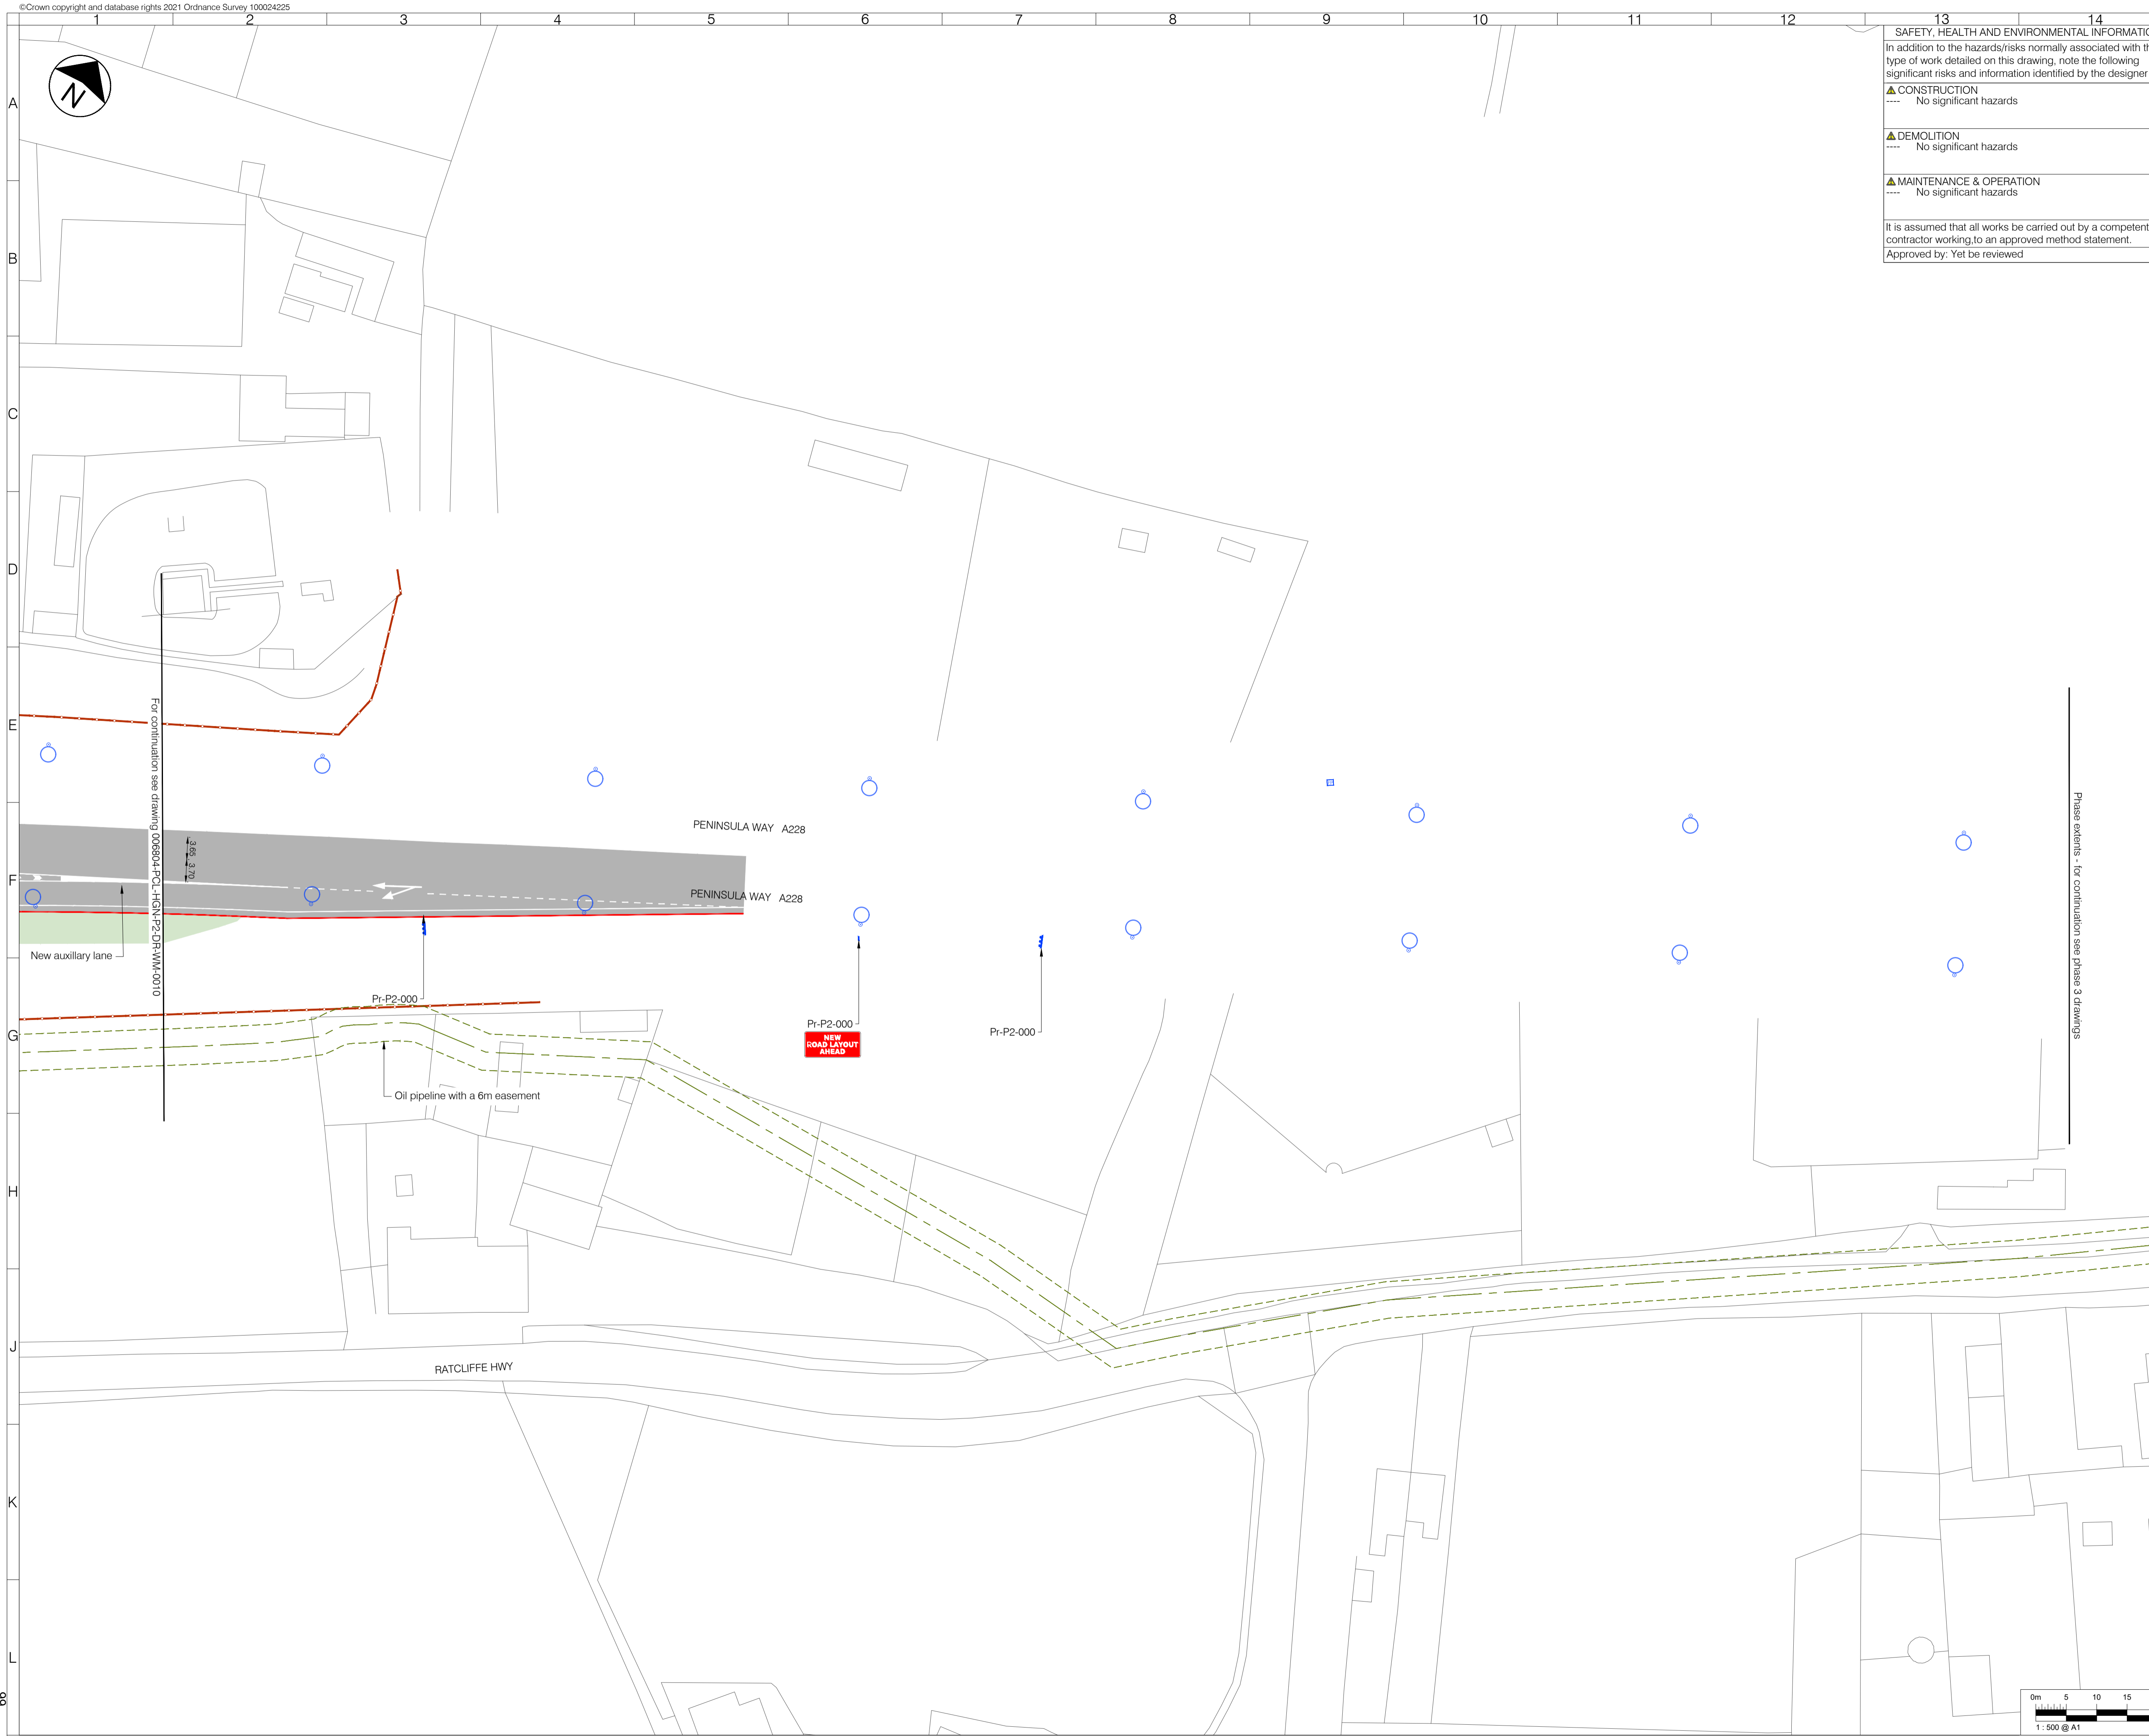 ©Crown copyright and database rights 2021 Ordnance Survey 100024225
1 2 3 4 5 6 7 8 9 10 11 12 13 14
A
B
C
D
E
F
G
H
J
K
L
N
SAFETY, HEALTH AND ENVIRONMENTAL
In addition to the hazards/risks normally associated with
type of work detailed on this drawing, note the following
significant risks and information identified by the designer
CONSTRUCTION
---- No significant hazards
DEMOLITION
---- No significant hazards
MAINTENANCE & OPERATION
---- No significant hazards
It is assumed that all works be carried out by a competent
contractor working,to an approved method statement.
Approved by: Yet be reviewed
For continuation see drawing 006804-PCL-HGN-P2-DR-WM-0010
3.65
3.70
PENINSULA WAY A228
PENINSULA WAY A228
New auxillary lane
Pr-P2-000
Pr-P2-000
NEW
ROAD LAYOUT
AHEAD
Pr-P2-000
Phase extents - for continuation see phase 3 drawings
Oil pipeline with a 6m easement
RATCLIFFE HWY
0m 5 10 15
1 : 500 @ A1